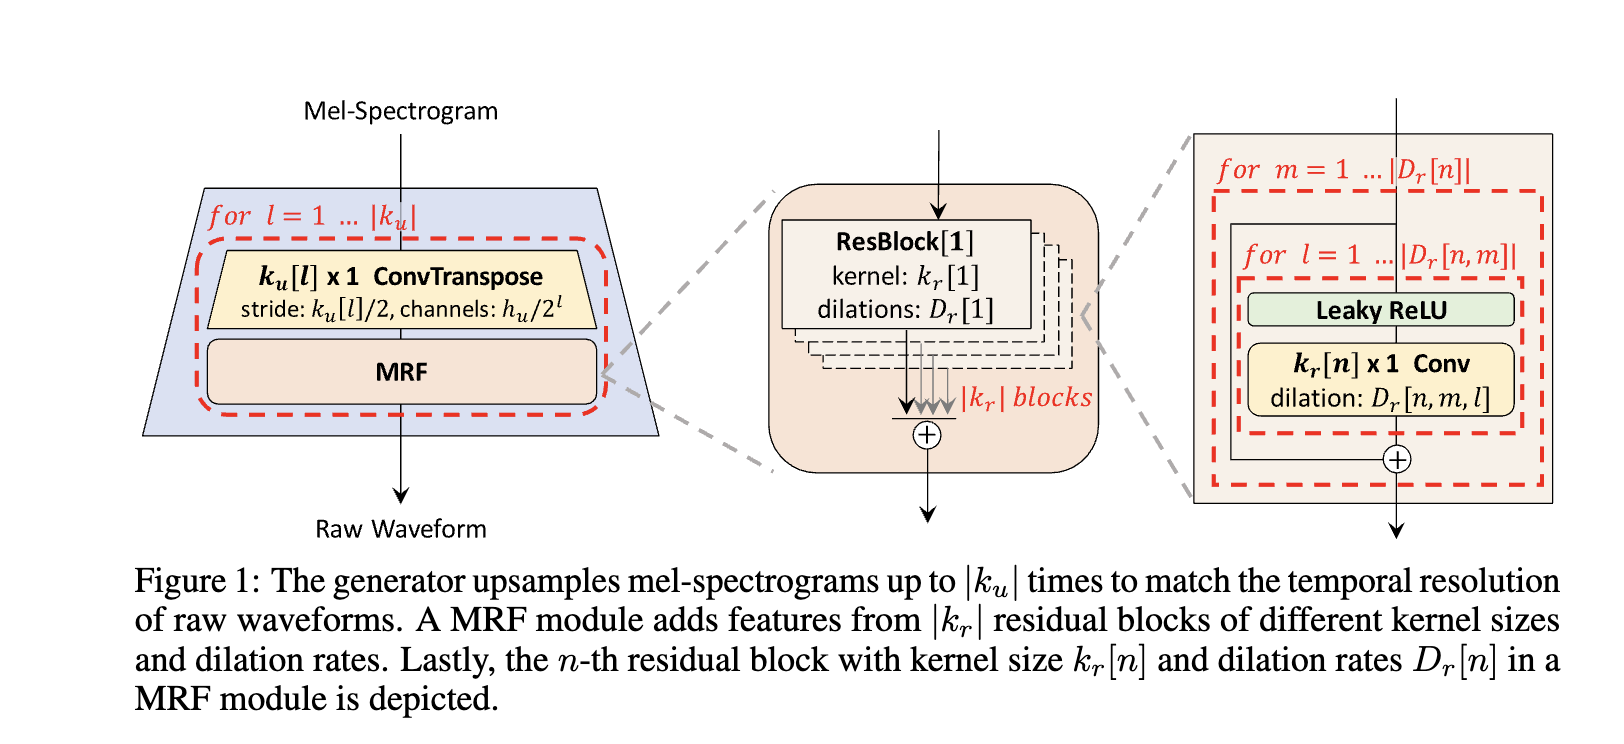 Mel-Spectrogram
for l = 1 ... |k_u|
k_u[l] x 1 ConvTranspose
stride: k_u[l]/2, channels: h_u/2^l
MRF
Raw Waveform
ResBlock[1]
kernel: k_r[1]
dilations: D_r[1]
|k_r| blocks
+
for m = 1 ...|D_r[n]|
for l = 1 ...|D_r[n,m]|
Leaky ReLU
k_r[n] x 1 Conv
dilation: D_r[n, m, l]
+
Figure 1: The generator upsamples mel-spectrograms up to |k_u| times to match the temporal resolution
of raw waveforms. A MRF module adds features from |k_r| residual blocks of different kernel sizes
and dilation rates. Lastly, the n-th residual block with kernel size k_r[n] and dilation rates D_r[n] in a
MRF module is depicted.